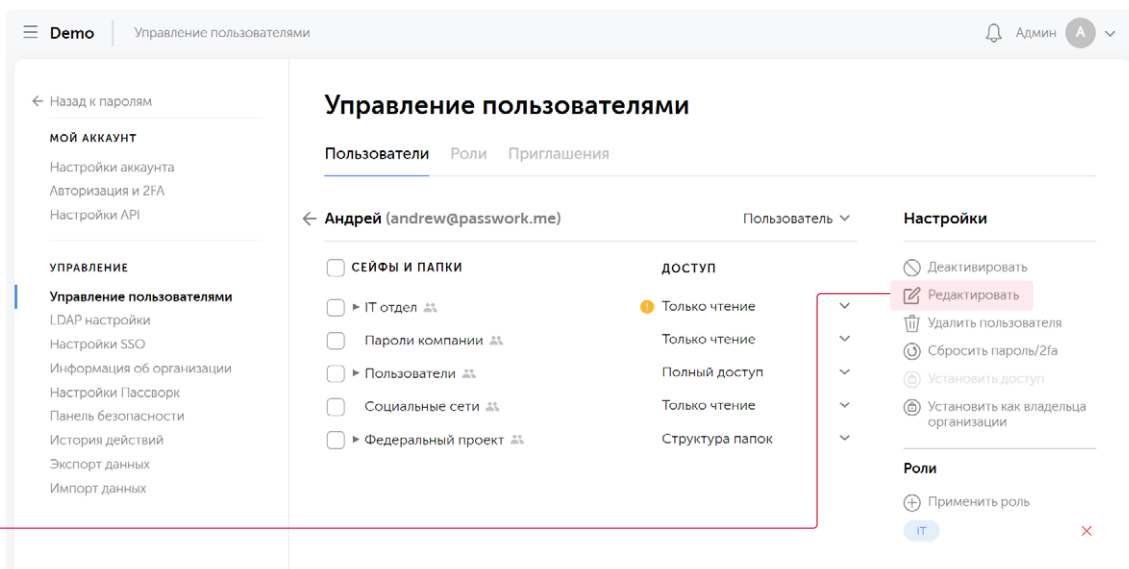 Demo
Управление пользователями
Админ
А
Назад к паролям
МОЙ АККАУНТ
Настройки аккаунта
Авторизация и 2FA
Настройки API
УПРАВЛЕНИЕ
Управление пользователями
LDAP настройки
Настройки SSO
Информация об организации
Настройки Пассворк
Панель безопасности
История действий
Экспорт данных
Импорт данных
Управление пользователями
Пользователи Роли Приглашения
Андрей (andrew@passwork.me) Пользователь
СЕЙФЫ И ПАПКИ ДОСТУП
IT отдел Только чтение
Пароли компании Только чтение
Пользователи Полный доступ
Социальные сети Только чтение
Федеральный проект Структура папок
Настройки
Деактивировать
Редактировать
Удалить пользователя
Сбросить пароль/2fa
Установить доступ
Установить как владельца
организации
Роли
Применить роль
IT